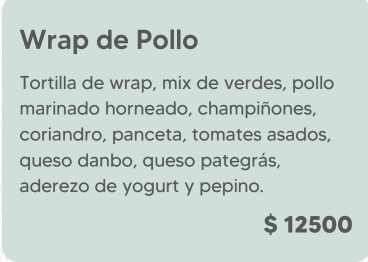 Wrap de Pollo
Tortilla de wrap, mix de verdes, pollo
marinado horneado, champiñones,
coriandro, panceta, tomates asados,
queso danbo, queso pategrás,
aderezo de yogurt y pepino.
$ 12500